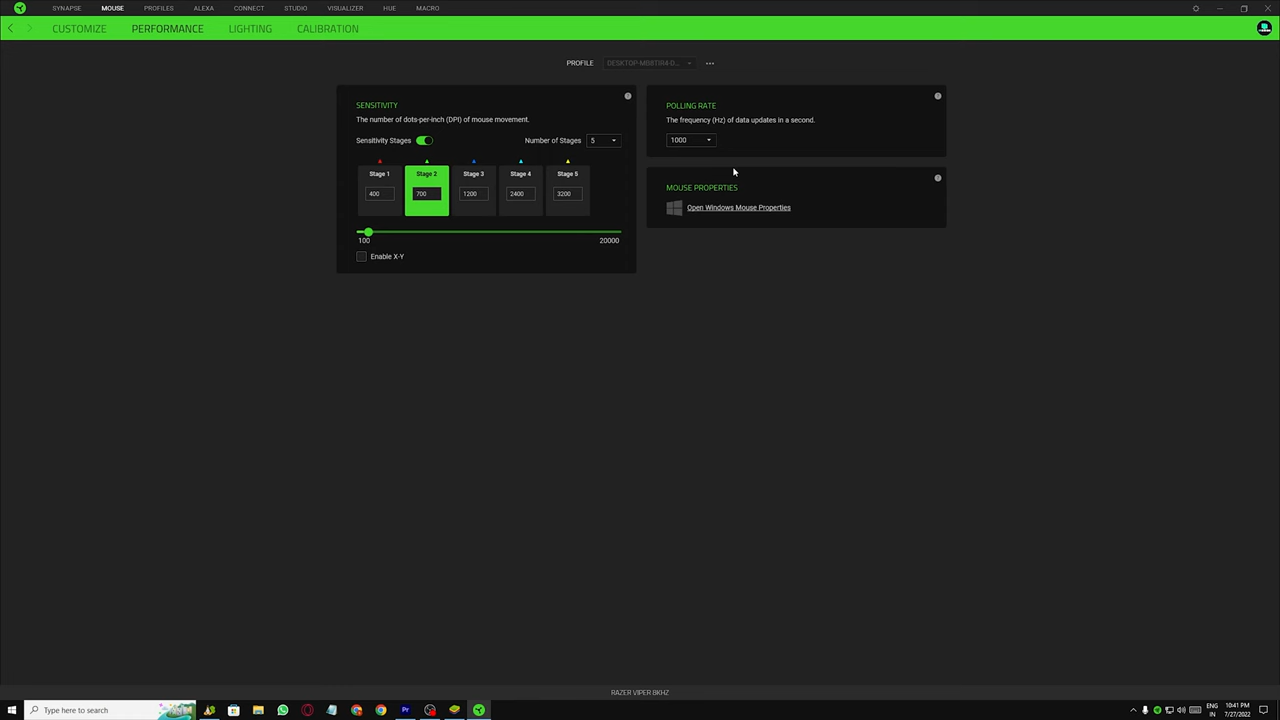 SYNAPSE MOUSE PROFILES ALEXA CONNECT STUDIO VISUALIZER HUE MACRO
CUSTOMIZE PERFORMANCE LIGHTING CALIBRATION
PROFILE DESKTOP-MB8TIR4-D...
SENSITIVITY
The number of dots-per-inch (DPI) of mouse movement.
Sensitivity Stages Number of Stages 5
Stage 1 Stage 2 Stage 3 Stage 4 Stage 5
400 700 1200 2400 3200
100 20000
Enable X-Y
POLLING RATE
The frequency (Hz) of data updates in a second.
1000
MOUSE PROPERTIES
Open Windows Mouse Properties
RAZER VIPER 8KHZ
Type here to search
ENG
IN
10:41 PM
7/27/2022